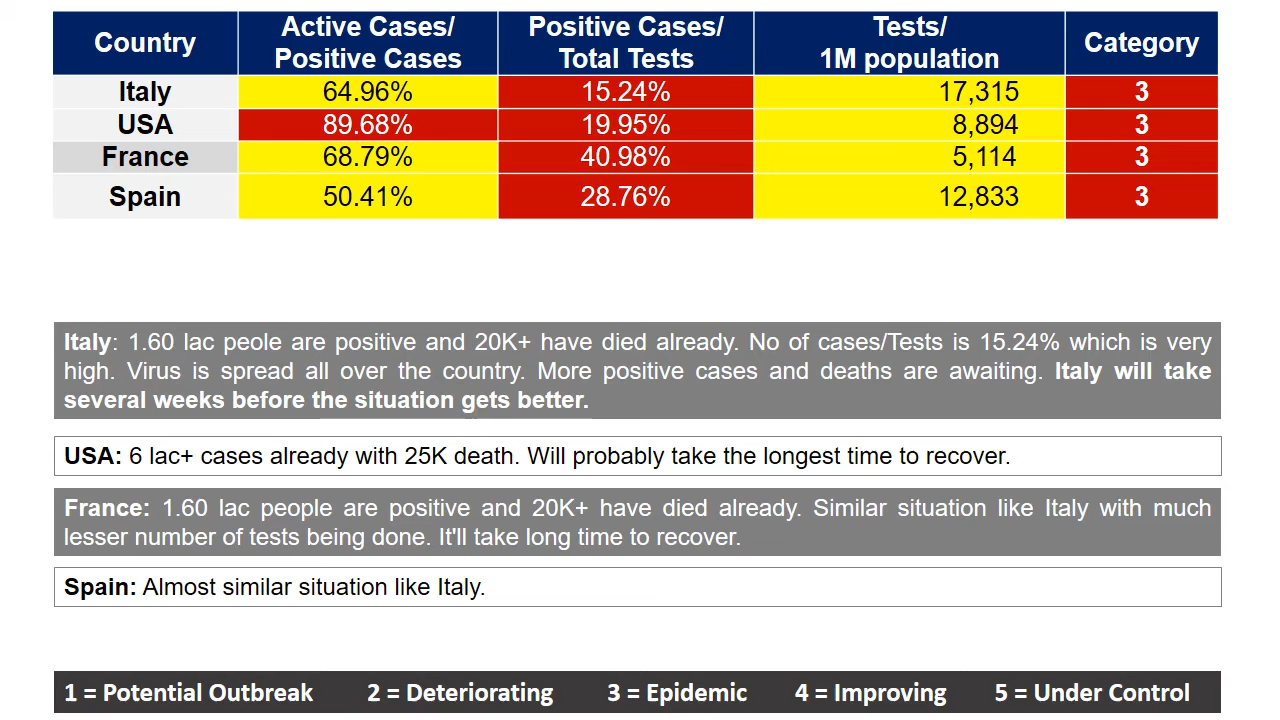 Country Active Cases/ Positive Cases Positive Cases/ Total Tests Tests/ 1M population Category
Italy 64.96% 15.24% 17,315 3
USA 89.68% 19.95% 8,894 3
France 68.79% 40.98% 5,114 3
Spain 50.41% 28.76% 12,833 3
Italy: 1.60 lac peole are positive and 20K+ have died already. No of cases/Tests is 15.24% which is very
high. Virus is spread all over the country. More positive cases and deaths are awaiting. Italy will take
several weeks before the situation gets better.
USA: 6 lac+ cases already with 25K death. Will probably take the longest time to recover.
France: 1.60 lac people are positive and 20K+ have died already. Similar situation like Italy with much
lesser number of tests being done. It'll take long time to recover.
Spain: Almost similar situation like Italy.
1 = Potential Outbreak 2 = Deteriorating 3 = Epidemic 4 = Improving 5 = Under Control